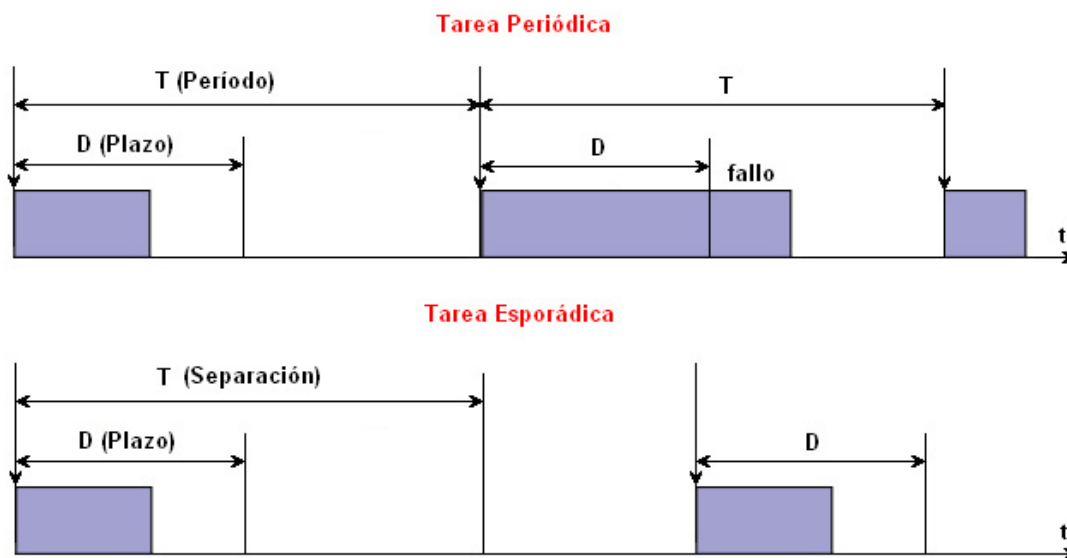 Tarea Periódica
T (Período)
T
D (Plazo)
D
fallo
t
Tarea Esporádica
T (Separación)
D (Plazo)
D
t